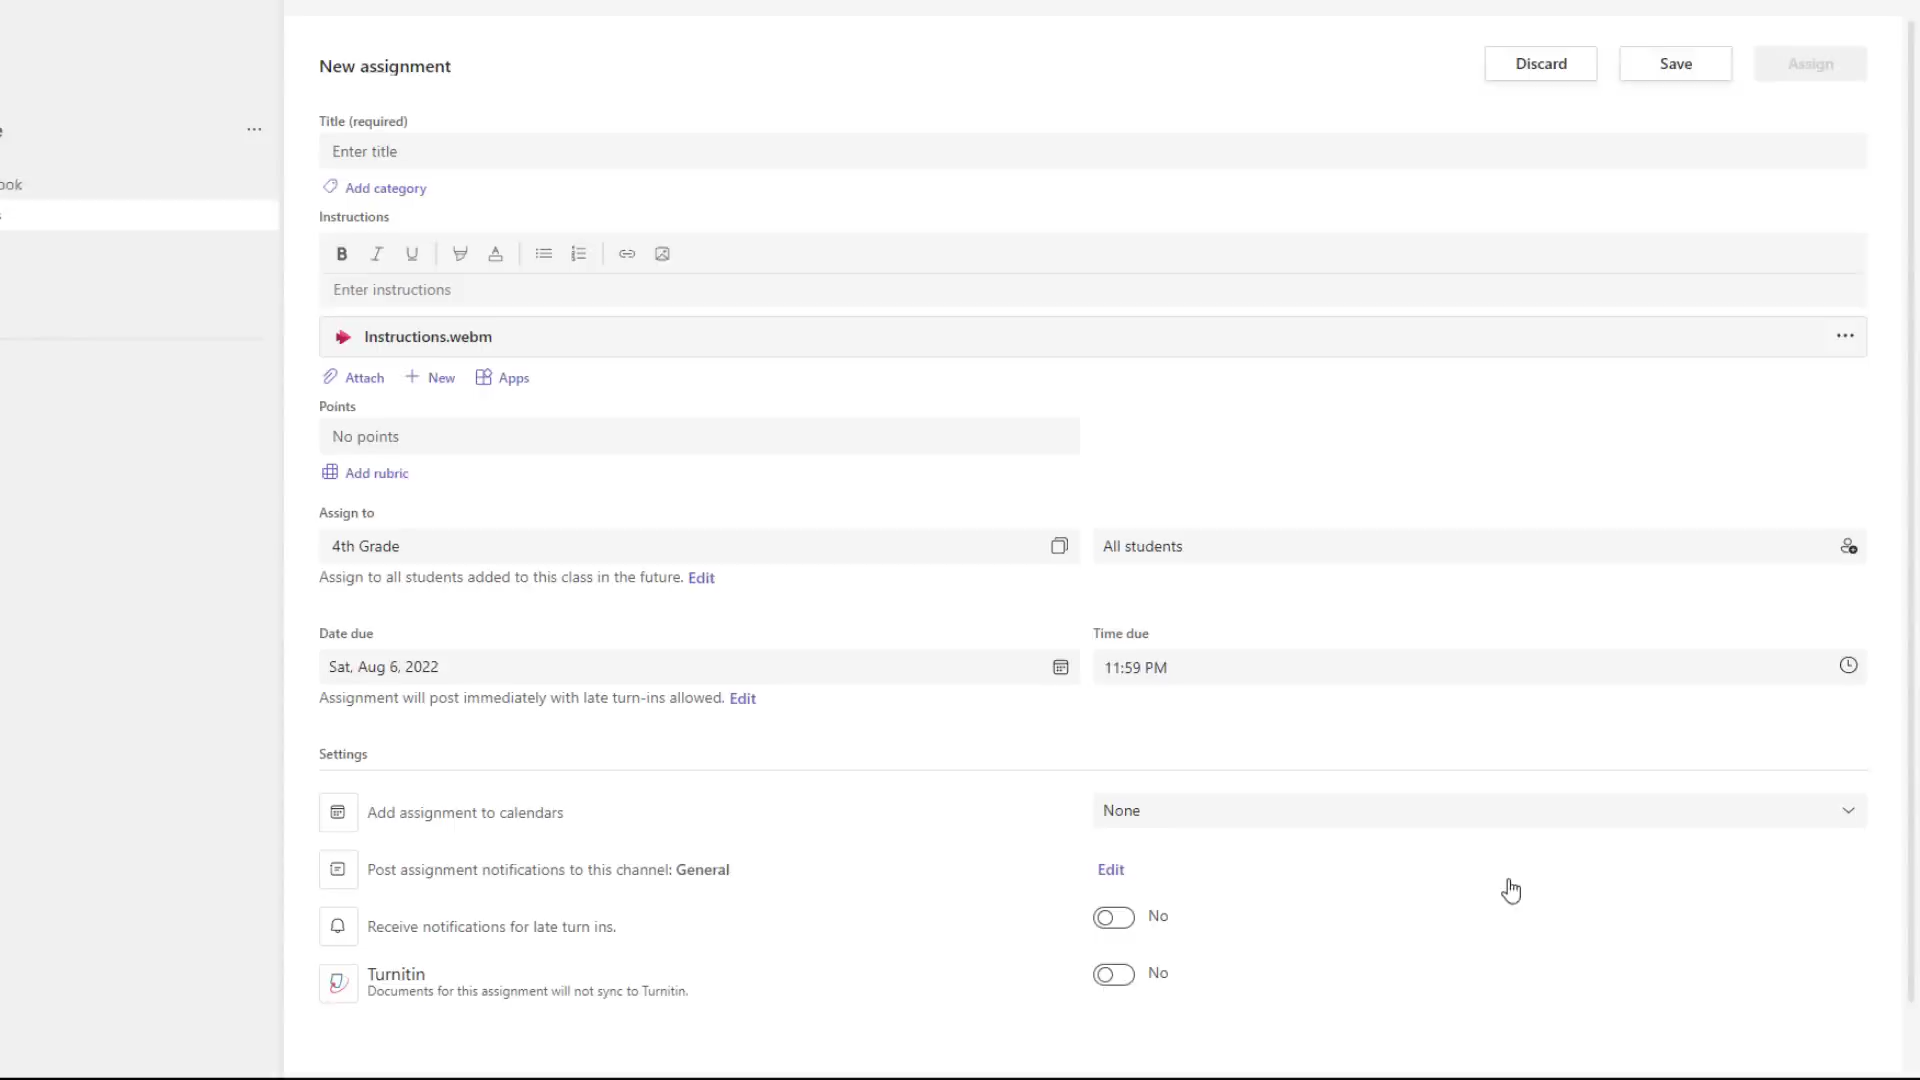 New assignment
Discard
Save
Assign
Title (required)
Enter title
Add category
ook
Instructions
B I U A
Enter instructions
Instructions.webm
Attach
New
Apps
Points
No points
Add rubric
Assign to
4th Grade
All students
Assign to all students added to this class in the future. Edit
Date due
Time due
Sat, Aug 6, 2022
11:59 PM
Assignment will post immediately with late turn-ins allowed. Edit
Settings
Add assignment to calendars
None
Post assignment notifications to this channel: General
Edit
Receive notifications for late turn ins.
No
Turnitin
No
Documents for this assignment will not sync to Turnitin.